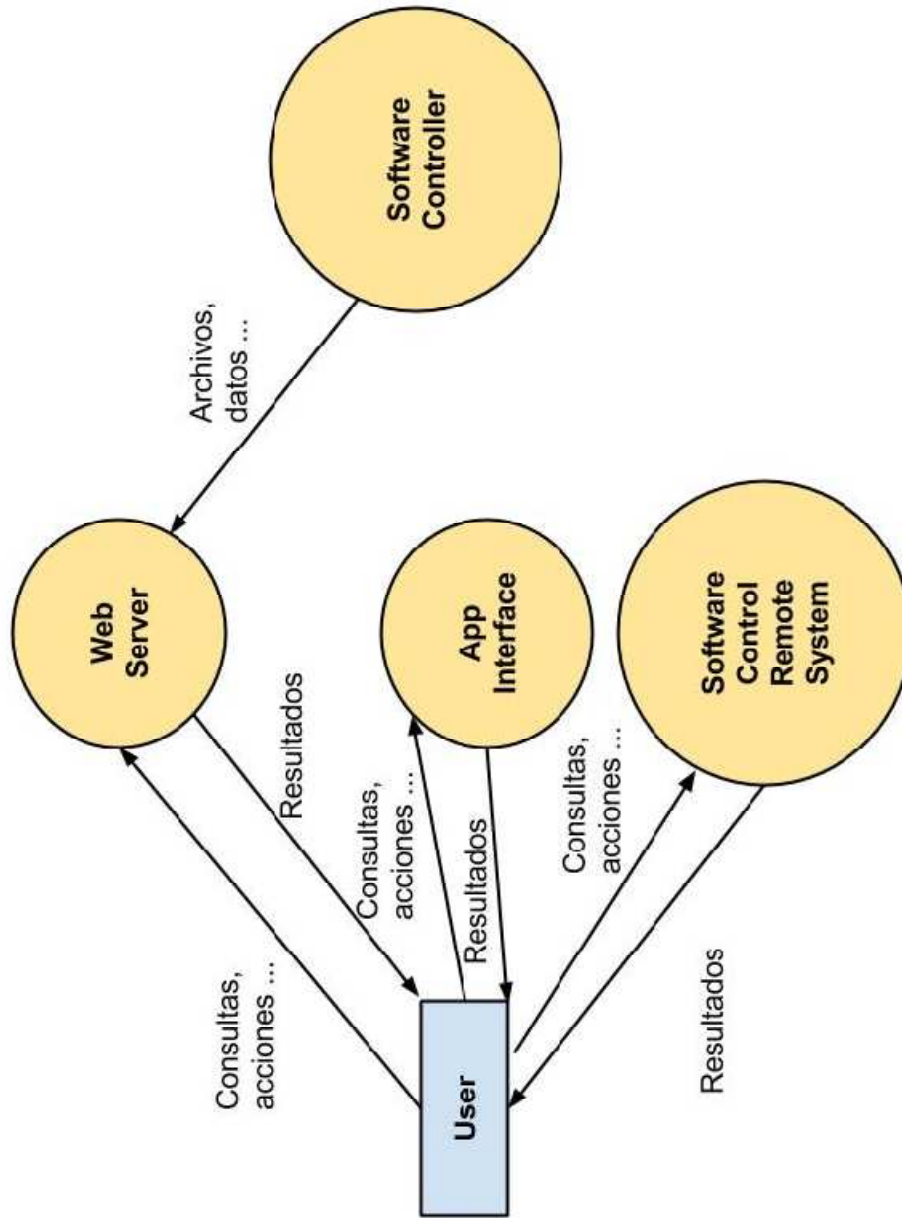 Software
Controller
Archivos,
datos ...
Web
Server
Resultados
Consultas,
acciones ...
App
Interface
Consultas,
acciones ...
Resultados
User
Software
Control
Remote
System
Consultas,
acciones ...
Resultados